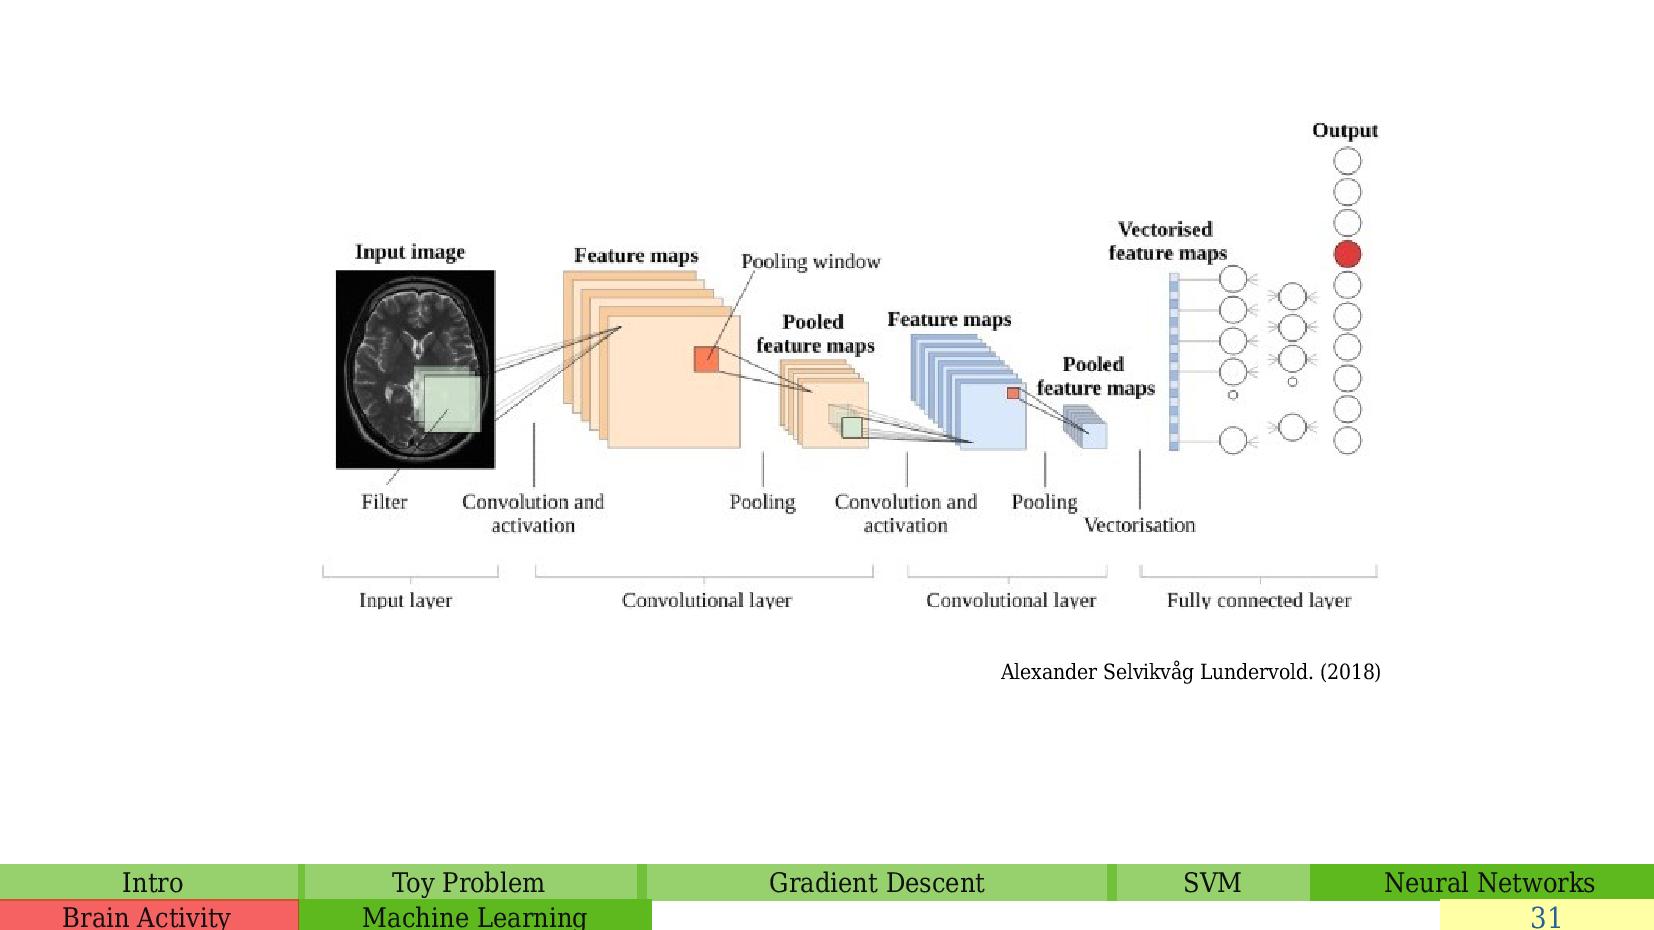 Output
Vectorised
feature maps
Input image
Feature maps
Pooling window
Pooled
feature maps
Feature maps
Pooled
feature maps
Filter
Convolution and
activation
Pooling
Convolution and
activation
Pooling
Vectorisation
Input layer
Convolutional layer
Convolutional layer
Fully connected layer
Alexander Selvikvåg Lundervold. (2018)
Intro
Toy Problem
Gradient Descent
SVM
Neural Networks
Brain Activity
Machine Learning
31